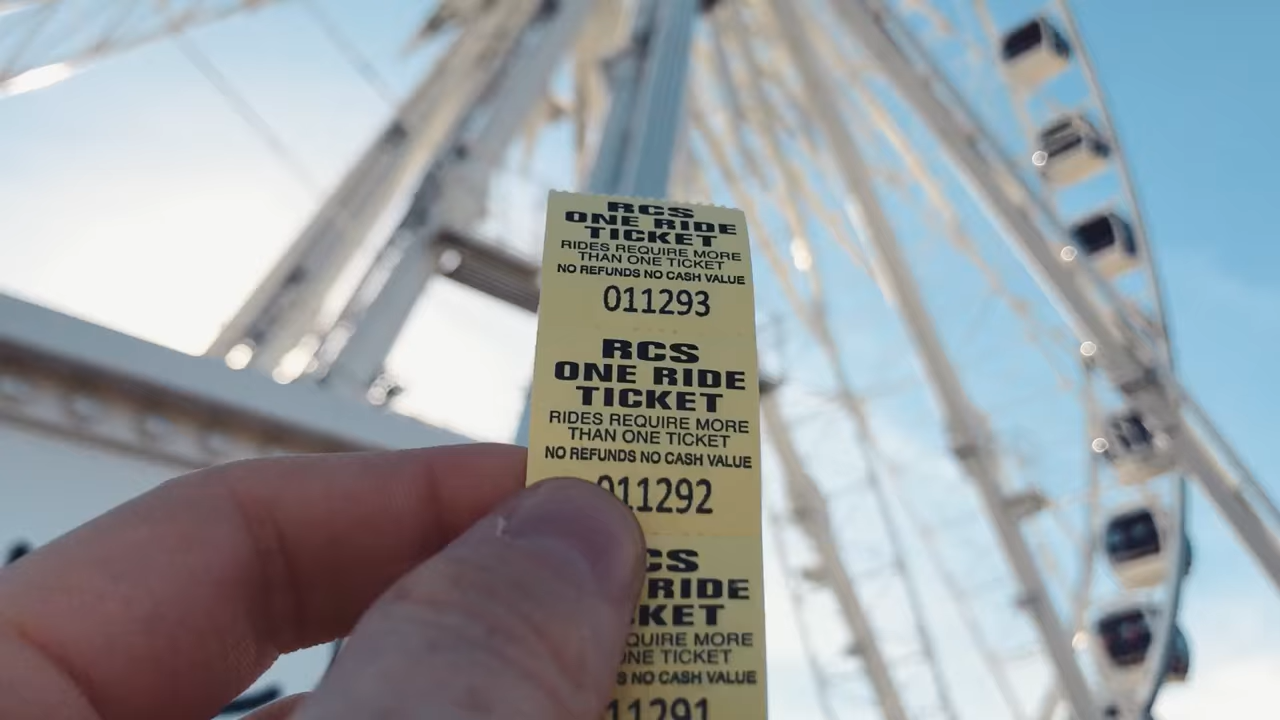 RCS
ONE RIDE
TICKET
RIDES REQUIRE MORE
THAN ONE TICKET
NO REFUNDS NO CASH VALUE
011293
RCS
ONE RIDE
TICKET
RIDES REQUIRE MORE
THAN ONE TICKET
NO REFUNDS NO CASH VALUE
011292
CS
RIDE
KET
QUIRE MORE
ONE TICKET
S NO CASH VALUE
11291